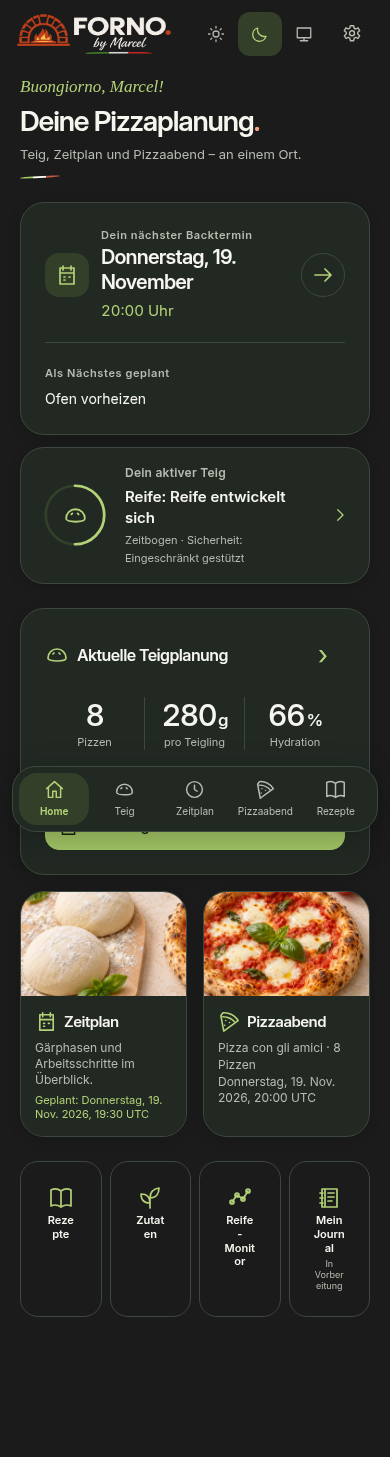 FORNO.
by Marcel
Buongiorno, Marcel!
Deine Pizzaplanung.
Teig, Zeitplan und Pizzaabend – an einem Ort.
Dein nächster Backtermin
Donnerstag, 19.
November
20:00 Uhr
Als Nächstes geplant
Ofen vorheizen
Dein aktiver Teig
Reife: Reife entwickelt
sich
Zeitbogen · Sicherheit:
Eingeschränkt gestützt
Aktuelle Teigplanung
8
Pizzen
280g
pro Teigling
66%
Hydration
Home
Teig
Zeitplan
Pizzaabend
Rezepte
Zeitplan
Gärphasen und
Arbeitsschritte im
Überblick.
Geplant: Donnerstag, 19.
Nov. 2026, 19:30 UTC
Pizzaabend
Pizza con gli amici · 8
Pizzen
Donnerstag, 19. Nov.
2026, 20:00 UTC
Reze
pte
Zutat
en
Reife
-
Monit
or
Mein
Journ
al
In
Vorber
eitung